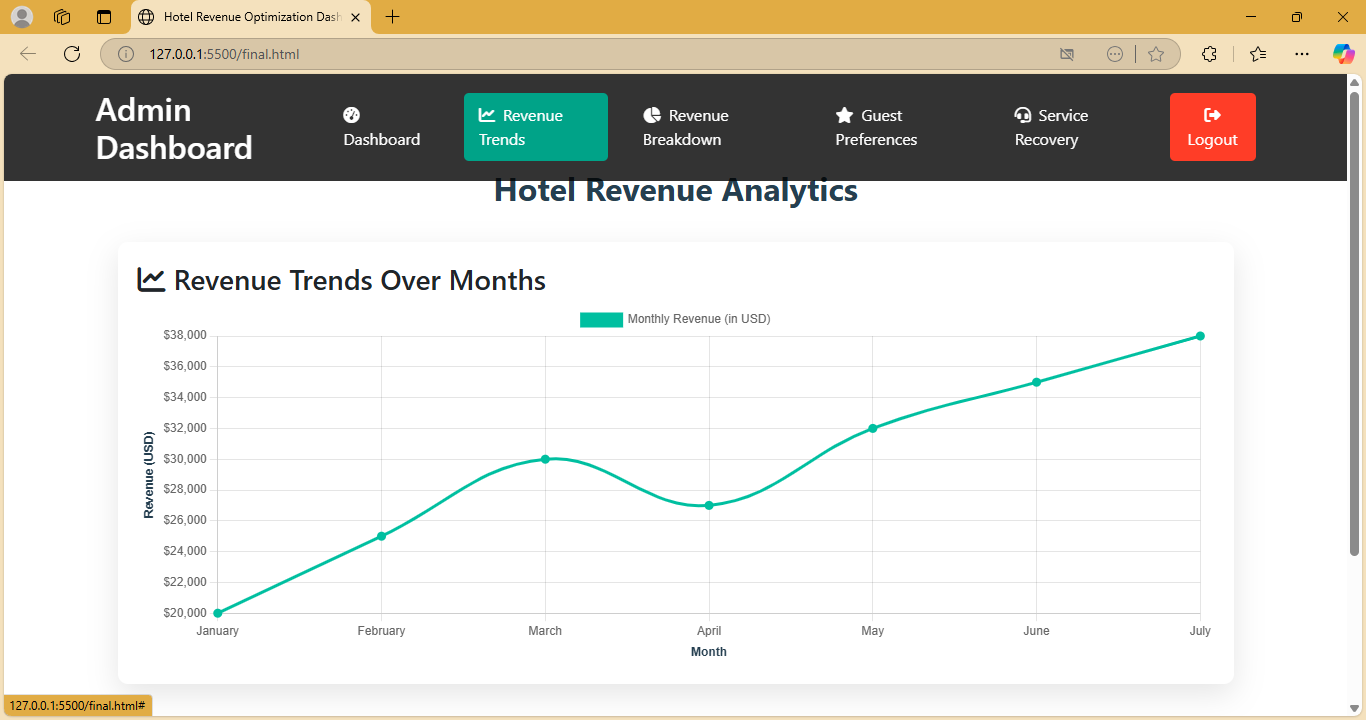 Hotel Revenue Optimization Dash
127.0.0.1:5500/final.html
Admin
Dashboard
Dashboard
Revenue
Trends
Revenue
Breakdown
Guest
Preferences
Service
Recovery
Logout
Hotel Revenue Analytics
Revenue Trends Over Months
Monthly Revenue (in USD)
Revenue (USD)
$38,000
$36,000
$34,000
$32,000
$30,000
$28,000
$26,000
$24,000
$22,000
$20,000
January February March April May June July
Month
127.0.0.1:5500/final.html#